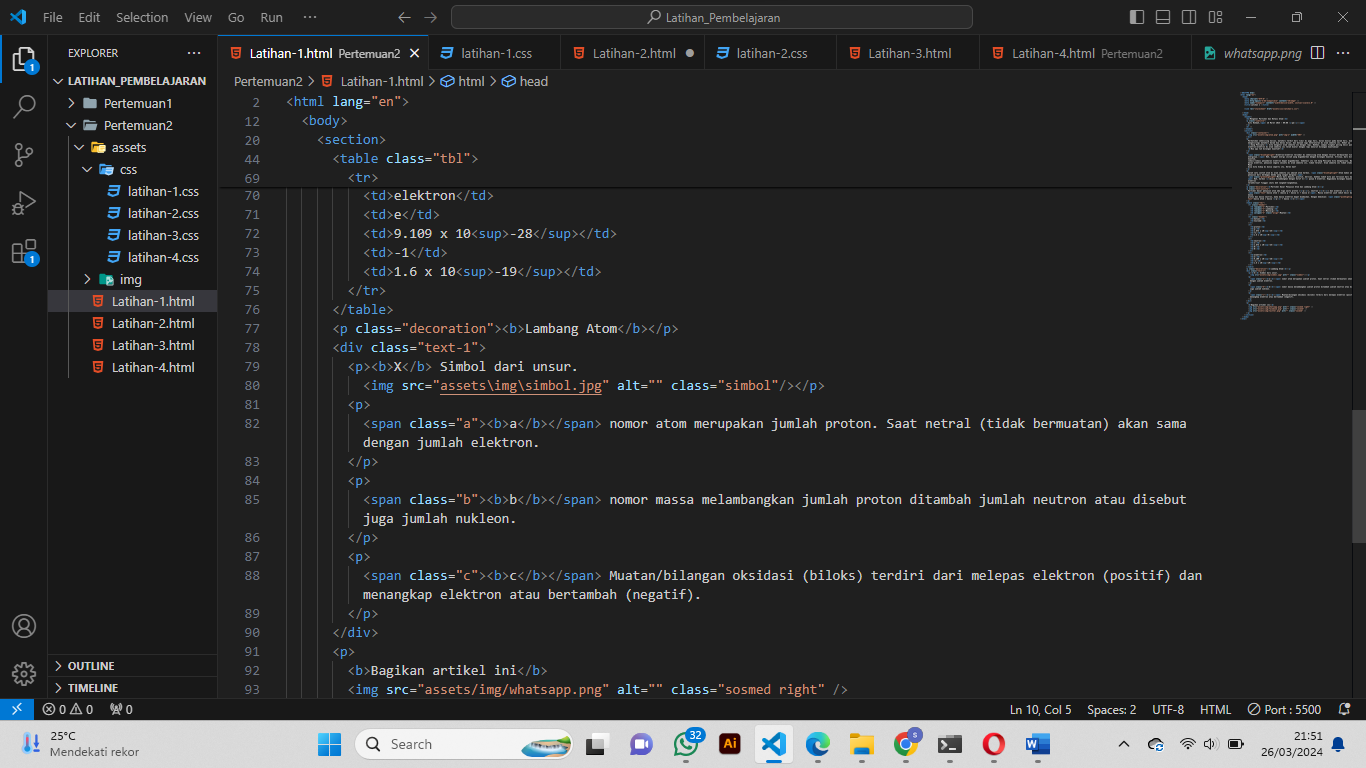 File Edit Selection View Go Run ··· Latihan_Pembelajaran
EXPLORER ···
LATIHAN_PEMBELAJARAN
Pertemuan1
Pertemuan2
assets
css
latihan-1.css
latihan-2.css
latihan-3.css
latihan-4.css
img
Latihan-1.html
Latihan-2.html
Latihan-3.html
Latihan-4.html
OUTLINE
TIMELINE
1
1
Latihan-1.html Pertemuan2 latihan-1.css Latihan-2.html latihan-2.css Latihan-3.html Latihan-4.html Pertemuan2 whatsapp.png ···
Pertemuan2 > Latihan-1.html > html > head
2 <html lang="en">
12 <body>
20 <section>
44 <table class="tbl">
69 <tr>
70 <td>elektron</td>
71 <td>e</td>
72 <td>9.109 x 10<sup>-28</sup></td>
73 <td>-1</td>
74 <td>1.6 x 10<sup>-19</sup></td>
75 </tr>
76 </table>
77 <p class="decoration"><b>Lambang Atom</b></p>
78 <div class="text-1">
79 <p><b>X</b> Simbol dari unsur.
80 <img src="assets\img\simbol.jpg" alt="" class="simbol"/></p>
81 <p>
82 <span class="a"><b>a</b></span> nomor atom merupakan jumlah proton. Saat netral (tidak bermuatan) akan sama
dengan jumlah elektron.
83 </p>
84 <p>
85 <span class="b"><b>b</b></span> nomor massa melambangkan jumlah proton ditambah jumlah neutron atau disebut
juga jumlah nukleon.
86 </p>
87 <p>
88 <span class="c"><b>c</b></span> Muatan/bilangan oksidasi (biloks) terdiri dari melepas elektron (positif) dan
menangkap elektron atau bertambah (negatif).
89 </p>
90 </div>
91 <p>
92 <b>Bagikan artikel ini</b>
93 <img src="assets/img/whatsapp.png" alt="" class="sosmed right" />
0 0 0 Ln 10, Col 5 Spaces: 2 UTF-8 HTML Port : 5500
25°C
Mendekati rekor
Search
32
Ai
S
W
21:51
26/03/2024